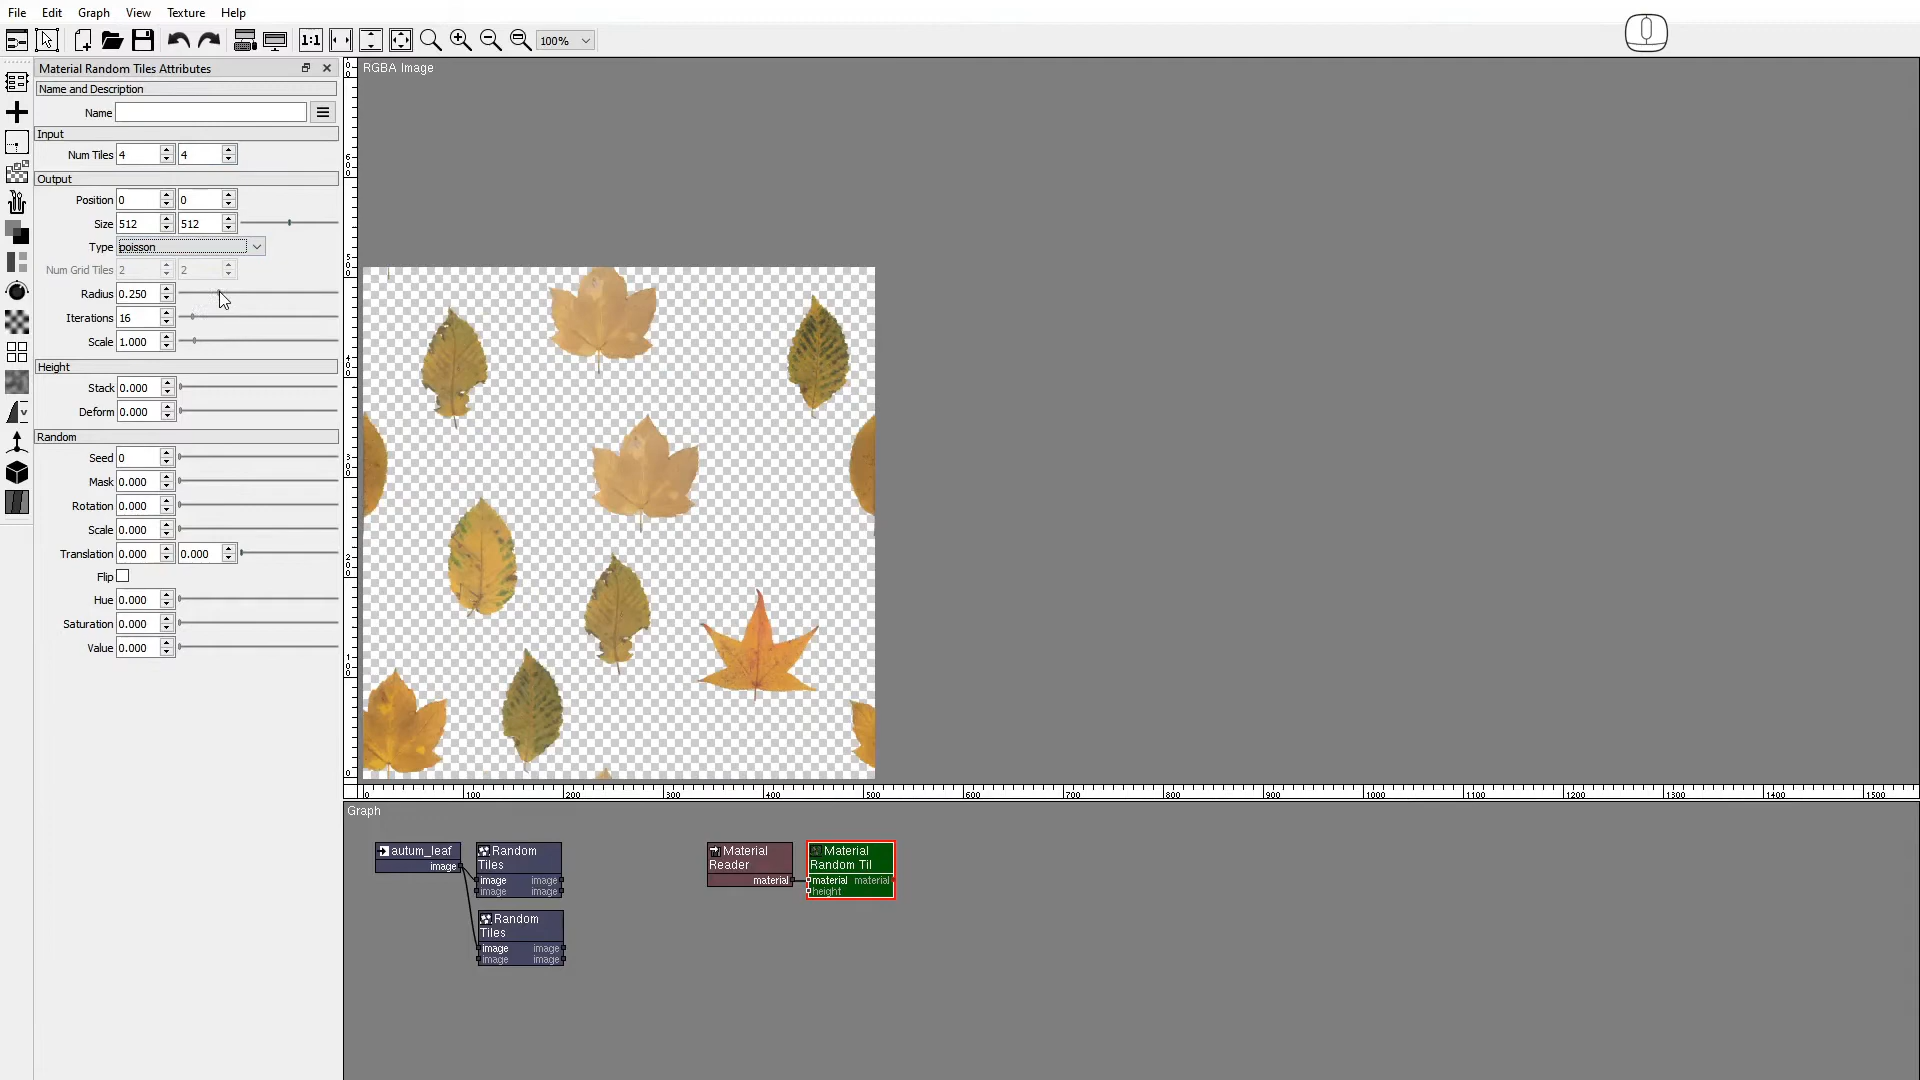 File Edit Graph View Texture Help
1:1 100%
Material Random Tiles Attributes
RGBA Image
Name and Description
Name
Input
Num Tiles 4 4
Output
Position 0 0
Size 512 512
Type poisson
Num Grid Tiles 2 2
Radius 0.250
Iterations 16
Scale 1.000
Height
Stack 0.000
Deform 0.000
Random
Seed 0
Mask 0.000
Rotation 0.000
Scale 0.000
Translation 0.000 0.000
Flip
Hue 0.000
Saturation 0.000
Value 0.000
0 100 200 300 400 500 600 700 800 900 1000 1100 1200 1300 1400 1500
Graph
autum_leaf
image
Random
Tiles
image image
image image
Random
Tiles
image image
image image
Material
Reader
material
Material
Random Til
material material
height